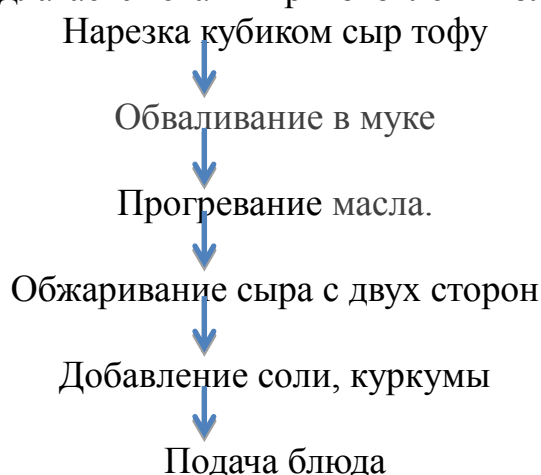 Нарезка кубиком сыр тофу
Обваливание в муке
Прогревание масла.
Обжаривание сыра с двух сторон
Добавление соли, куркумы
Подача блюда